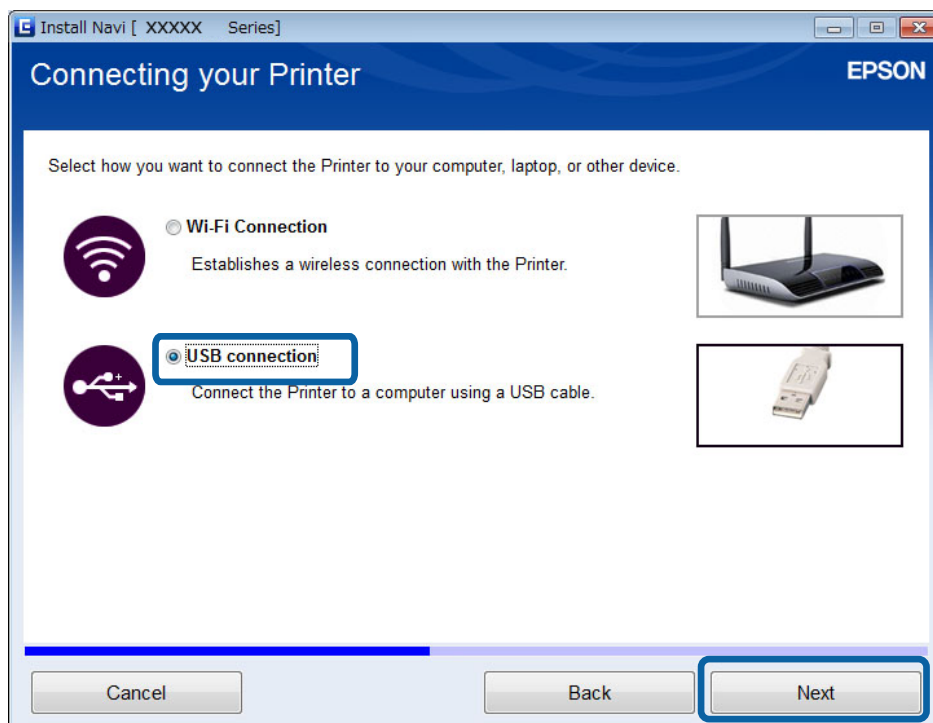 Install Navi [ XXXXX Series]
Connecting your Printer
EPSON
Select how you want to connect the Printer to your computer, laptop, or other device.
Wi-Fi Connection
Establishes a wireless connection with the Printer.
USB connection
Connect the Printer to a computer using a USB cable.
Cancel
Back
Next